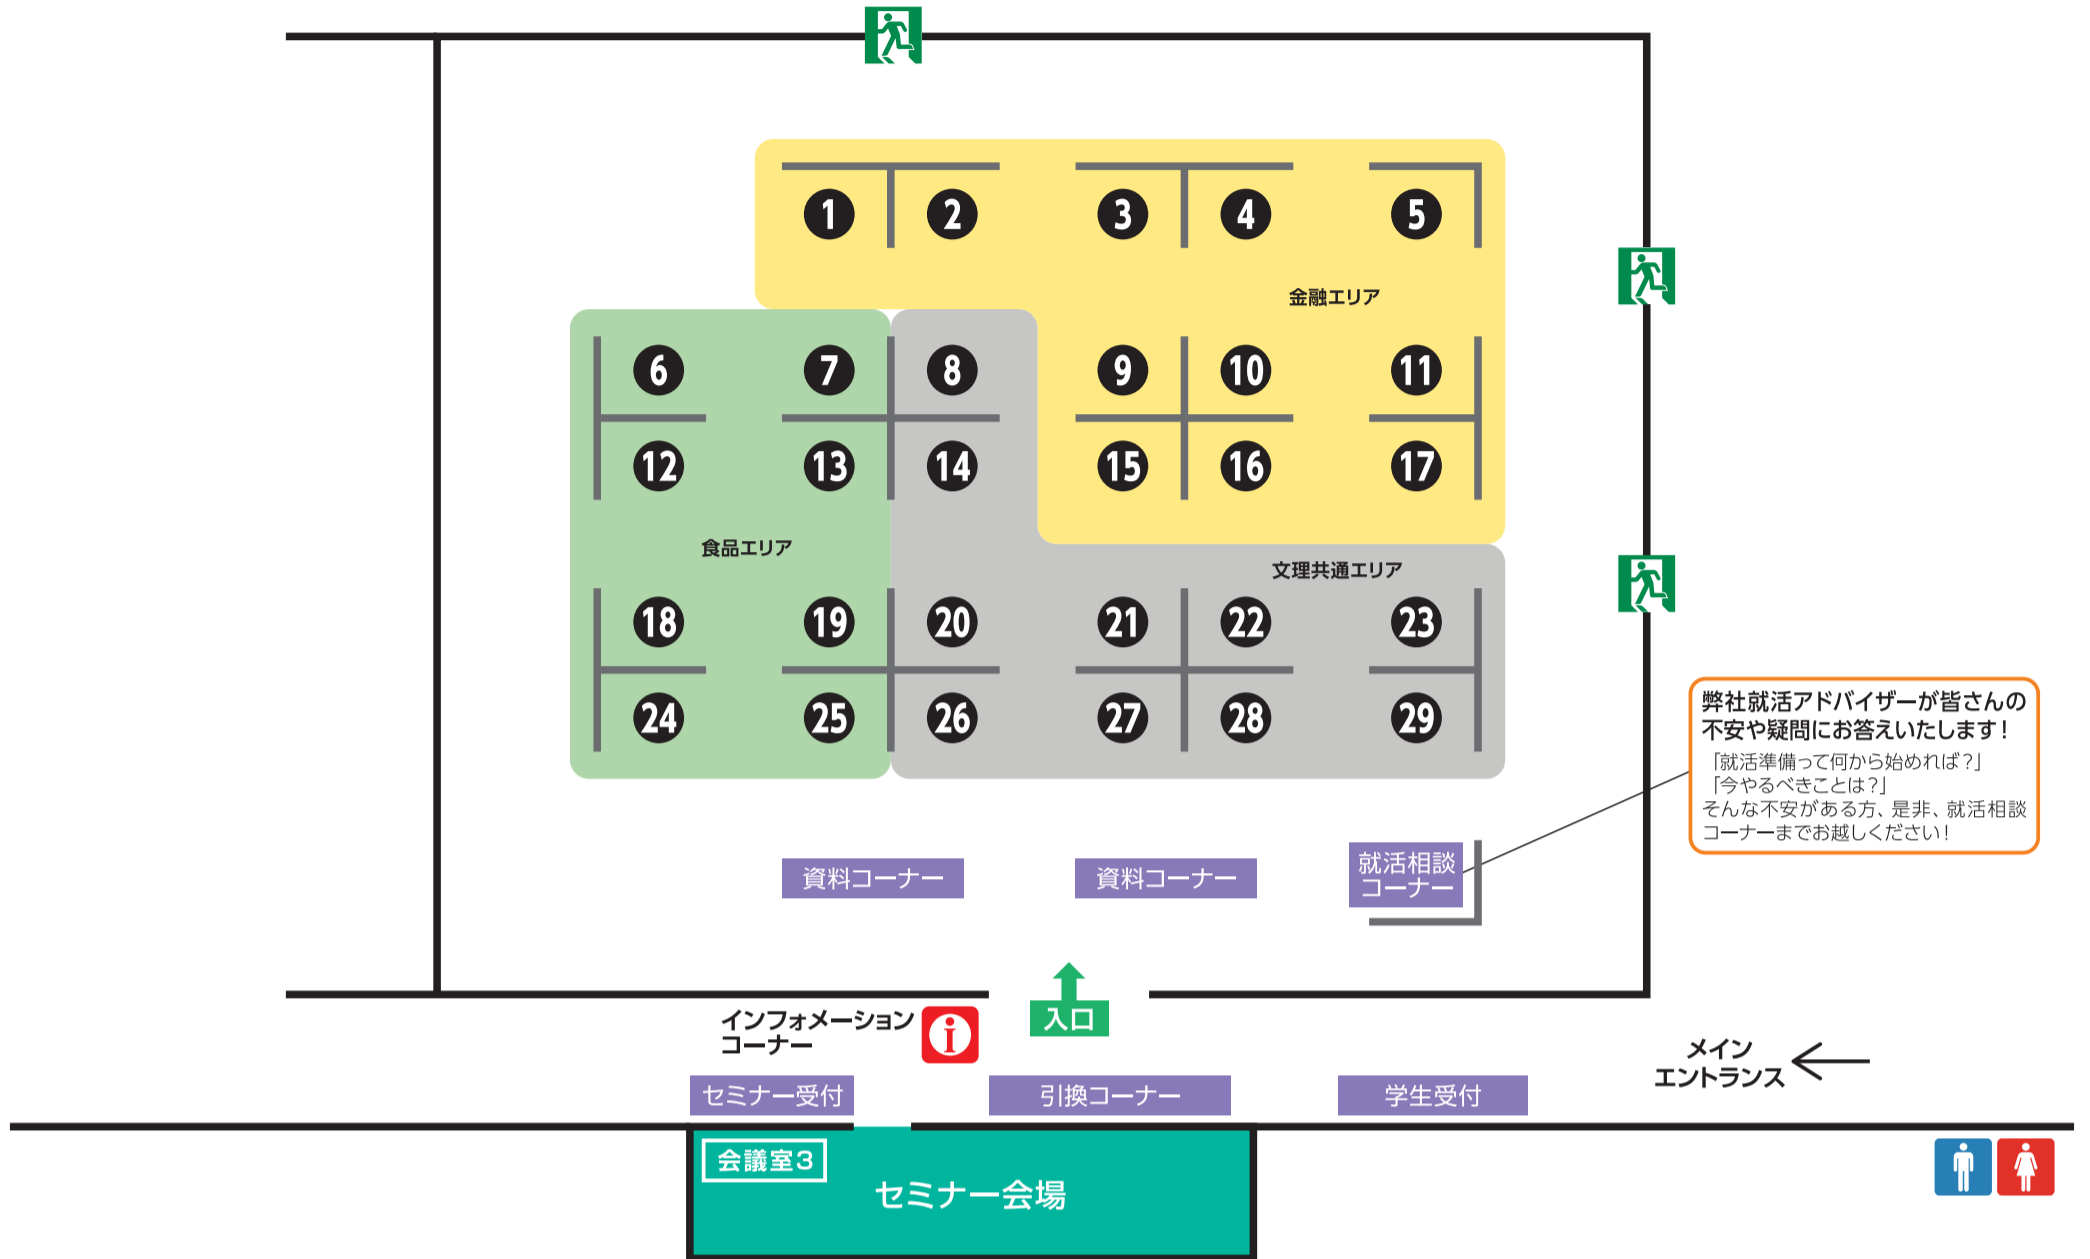 1
2
3
4
5
金融エリア
6
7
8
9
10
11
12
13
14
15
16
17
食品エリア
文理共通エリア
18
19
20
21
22
23
24
25
26
27
28
29
弊社就活アドバイザーが皆さんの
不安や疑問にお答えいたします！
「就活準備って何から始めれば？」
「今やるべきことは？」
そんな不安がある方、是非、就活相談
コーナーまでお越しください！
資料コーナー
資料コーナー
就活相談
コーナー
インフォメーション
コーナー
i
入口
メイン
エントランス
セミナー受付
引換コーナー
学生受付
会議室3
セミナー会場